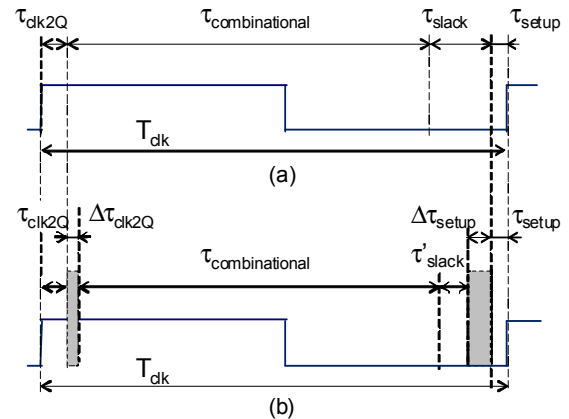 τclk2Q τcombinational τslack τsetup
Tclk
(a)
τclk2Q Δτclk2Q Δτsetup τsetup
τcombinational τ'slack
Tclk
(b)